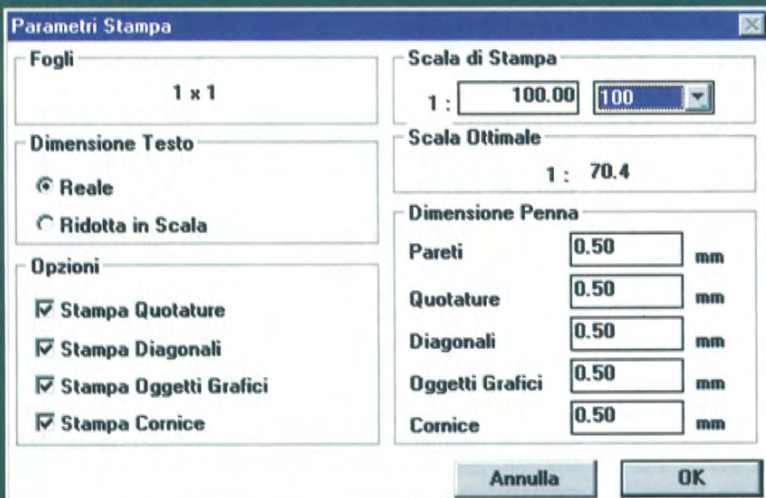 Parametri Stampa
Fogli
1 x 1
Dimensione Testo
Reale
Ridotta in Scala
Opzioni
Stampa Quotature
Stampa Diagonali
Stampa Oggetti Grafici
Stampa Cornice
Scala di Stampa
1 : 100.00 100
Scala Ottimale
1 : 70.4
Dimensione Penna
Pareti 0.50 mm
Quotature 0.50 mm
Diagonali 0.50 mm
Oggetti Grafici 0.50 mm
Cornice 0.50 mm
Annulla OK